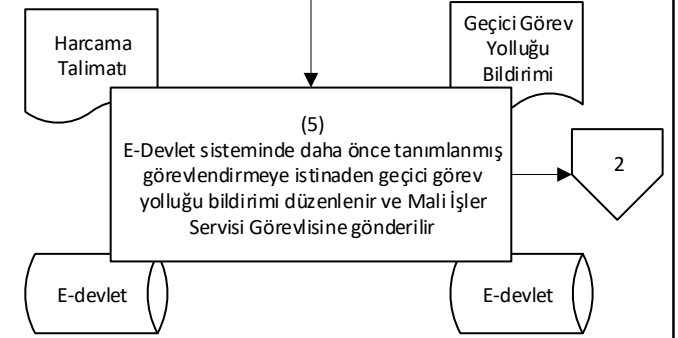 Harcama
Talimatı
Geçici Görev
Yolluğu
Bildirimi
(5)
E-Devlet sisteminde daha önce tanımlanmış
görevlendirmeye istinaden geçici görev
yolluğu bildirimi düzenlenir ve Mali İşler
Servisi Görevlisine gönderilir
2
E-devlet
E-devlet